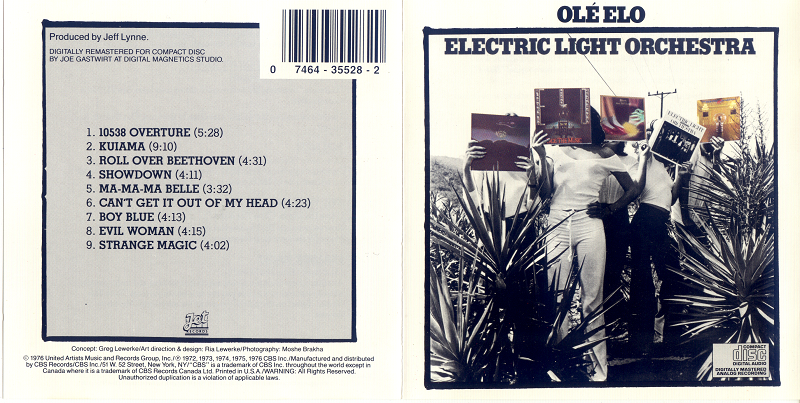 Produced by Jeff Lynne.
DIGITALLY REMASTERED FOR COMPACT DISC
BY JOE GASTWIRT AT DIGITAL MAGNETICS STUDIO.
0 7464-35528-2
1. 10538 OVERTURE (5:28)
2. KUIAMA (9:10)
3. ROLL OVER BEETHOVEN (4:31)
4. SHOWDOWN (4:11)
5. MA-MA-MA BELLE (3:32)
6. CAN'T GET IT OUT OF MY HEAD (4:23)
7. BOY BLUE (4:13)
8. EVIL WOMAN (4:15)
9. STRANGE MAGIC (4:02)
Jet
RECORDS
Concept: Greg Lewerke/Art direction & design: Ria Lewerke/Photography: Moshe Brakha
© 1976 United Artists Music and Records Group, Inc./℗ 1972, 1973, 1974, 1975, 1976 CBS Inc./Manufactured and distributed
by CBS Records/CBS Inc./51 W. 52 Street, New York, NY/"CBS" is a trademark of CBS Inc. throughout the world except in
Canada where it is a trademark of CBS Records Canada Ltd. Printed in U.S.A./WARNING: All Rights Reserved.
Unauthorized duplication is a violation of applicable laws.
OLÉ ELO
ELECTRIC LIGHT ORCHESTRA
ELECTRIC LIGHT
COMPACT
disc
DIGITAL AUDIO
DIGITALLY MASTERED
ANALOG RECORDING